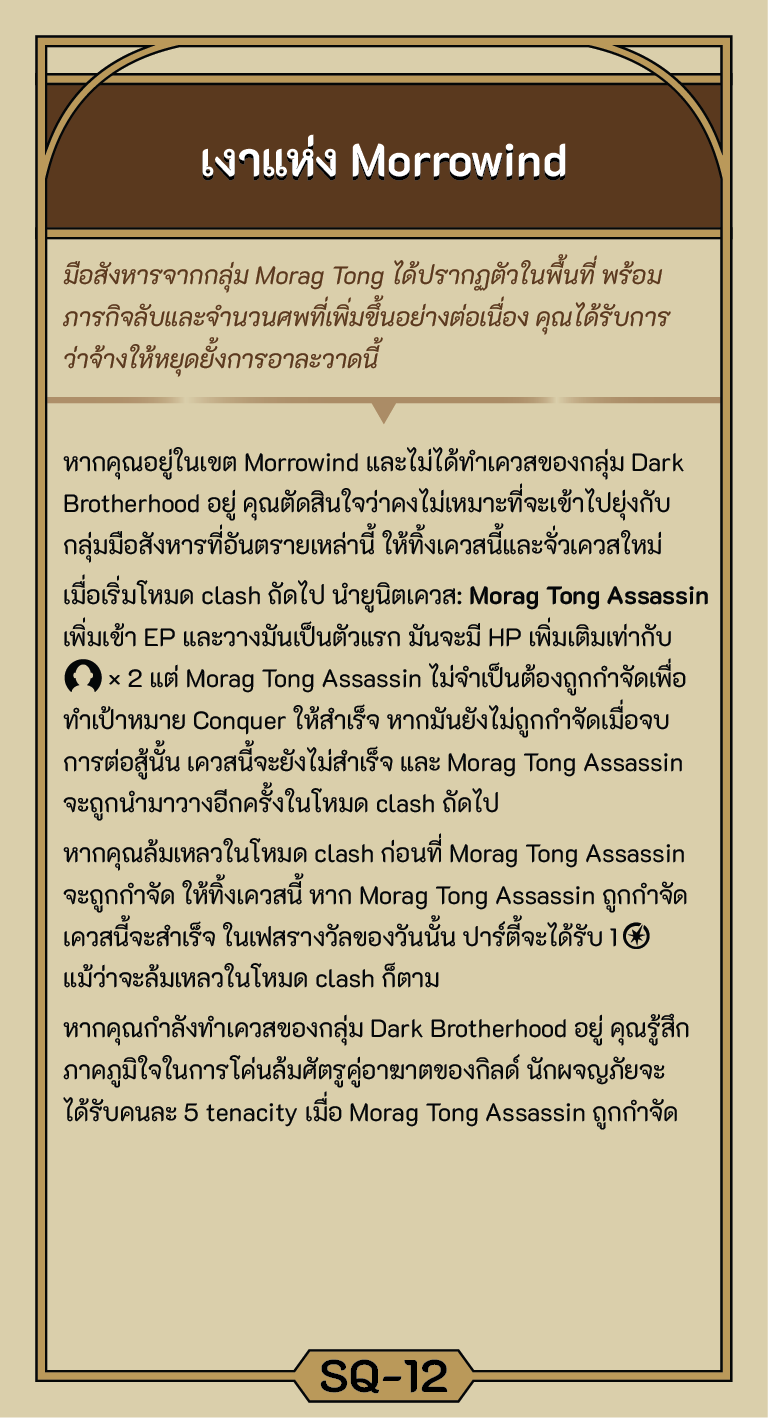 เงาแห่ง Morrowind
มือสังหารจากกลุ่ม Morag Tong ได้ปรากฏตัวในพื้นที่ พร้อม
ภารกิจลับและจำนวนศพที่เพิ่มขึ้นอย่างต่อเนื่อง คุณได้รับการ
ว่าจ้างให้หยุดยั้งการอาละวาดนี้
หากคุณอยู่ในเขต Morrowind และไม่ได้ทำเควสของกลุ่ม Dark
Brotherhood อยู่ คุณตัดสินใจว่าคงไม่เหมาะที่จะเข้าไปยุ่งกับ
กลุ่มมือสังหารที่อันตรายเหล่านี้ ให้ทิ้งเควสนี้และจั่วเควสใหม่
เมื่อเริ่มโหมด clash ถัดไป นำยูนิตเควส: Morag Tong Assassin
เพิ่มเข้า EP และวางมันเป็นตัวแรก มันจะมี HP เพิ่มเติมเท่ากับ
× 2 แต่ Morag Tong Assassin ไม่จำเป็นต้องถูกกำจัดเพื่อ
ทำเป้าหมาย Conquer ให้สำเร็จ หากมันยังไม่ถูกกำจัดเมื่อจบ
การต่อสู้นั้น เควสนี้จะยังไม่สำเร็จ และ Morag Tong Assassin
จะถูกนำมาวางอีกครั้งในโหมด clash ถัดไป
หากคุณล้มเหลวในโหมด clash ก่อนที่ Morag Tong Assassin
จะถูกกำจัด ให้ทิ้งเควสนี้ หาก Morag Tong Assassin ถูกกำจัด
เควสนี้จะสำเร็จ ในเฟสรางวัลของวันนั้น ปาร์ตี้จะได้รับ 1
แม้ว่าจะล้มเหลวในโหมด clash ก็ตาม
หากคุณกำลังทำเควสของกลุ่ม Dark Brotherhood อยู่ คุณรู้สึก
ภาคภูมิใจในการโค่นล้มศัตรูคู่อาฆาตของกิลด์ นักผจญภัยจะ
ได้รับคนละ 5 tenacity เมื่อ Morag Tong Assassin ถูกกำจัด
SQ-12